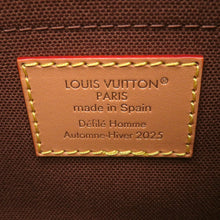 LOUIS VUITTON
PARIS
made in Spain
Défilé Homme
Automne-Hiver 2025